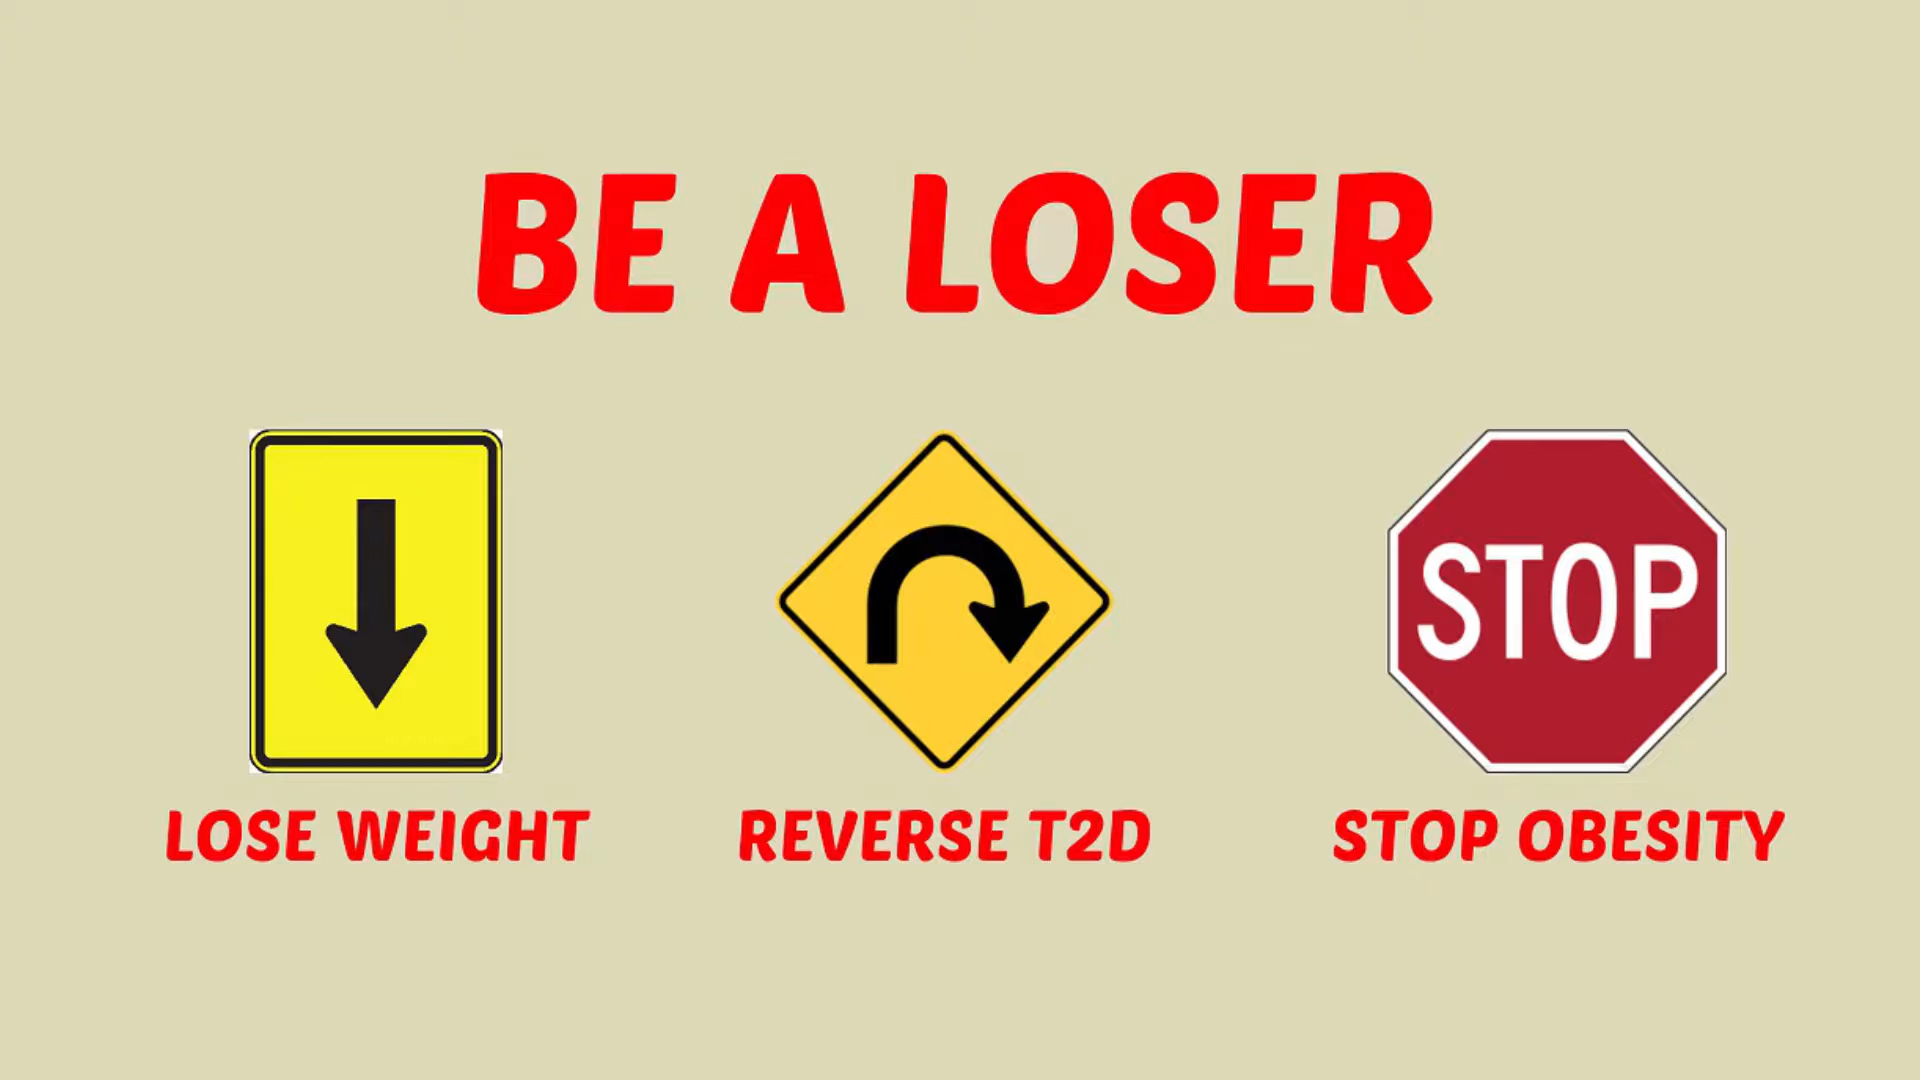 BE A LOSER
STOP
LOSE WEIGHT
REVERSE T2D
STOP OBESITY